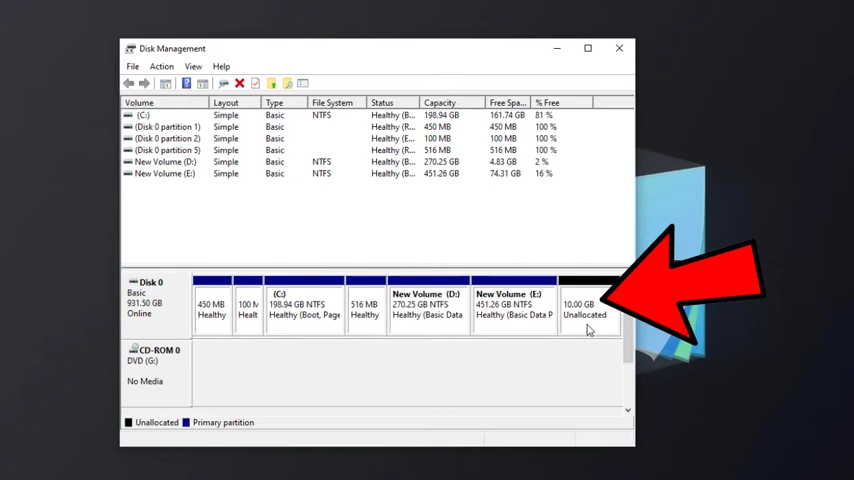 Disk Management
File Action View Help
Volume Layout Type File System Status Capacity Free Spa... % Free
(C:) Simple Basic NTFS Healthy (B... 198.94 GB 161.74 GB 81 %
(Disk 0 partition 1) Simple Basic Healthy (R... 450 MB 450 MB 100 %
(Disk 0 partition 2) Simple Basic Healthy (E... 100 MB 100 MB 100 %
(Disk 0 partition 5) Simple Basic Healthy (R... 516 MB 516 MB 100 %
New Volume (D:) Simple Basic NTFS Healthy (B... 270.25 GB 4.83 GB 2 %
New Volume (E:) Simple Basic NTFS Healthy (B... 451.26 GB 74.31 GB 16 %
Disk 0
Basic
931.50 GB
Online
450 MB
Healthy
100 M
Healt
(C:)
198.94 GB NTFS
Healthy (Boot, Page
516 MB
Healthy
New Volume (D:)
270.25 GB NTFS
Healthy (Basic Data
New Volume (E:)
451.26 GB NTFS
Healthy (Basic Data P
10.00 GB
Unallocated
CD-ROM 0
DVD (G:)
No Media
Unallocated Primary partition